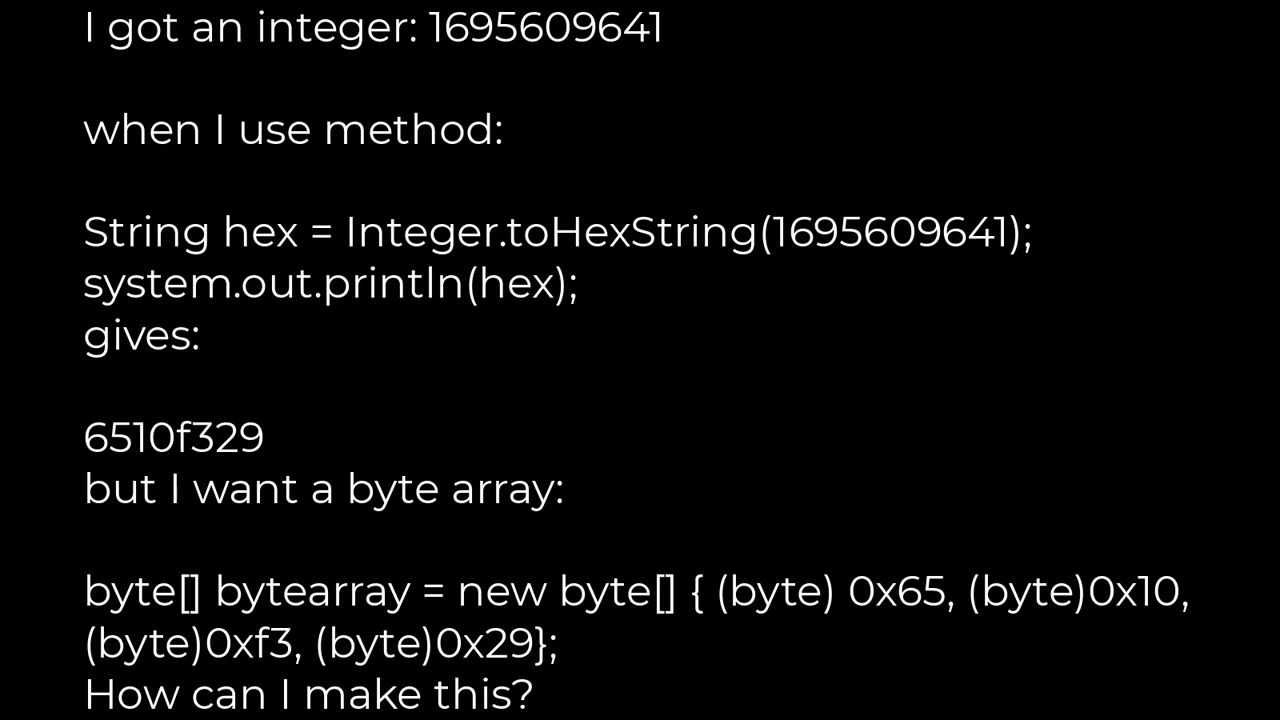 I got an integer: 1695609641
when I use method:
String hex = Integer.toHexString(1695609641);
system.out.println(hex);
gives:
6510f329
but I want a byte array:
byte[] bytearray = new byte[] { (byte) 0x65, (byte)0x10,
(byte)0xf3, (byte)0x29};
How can I make this?